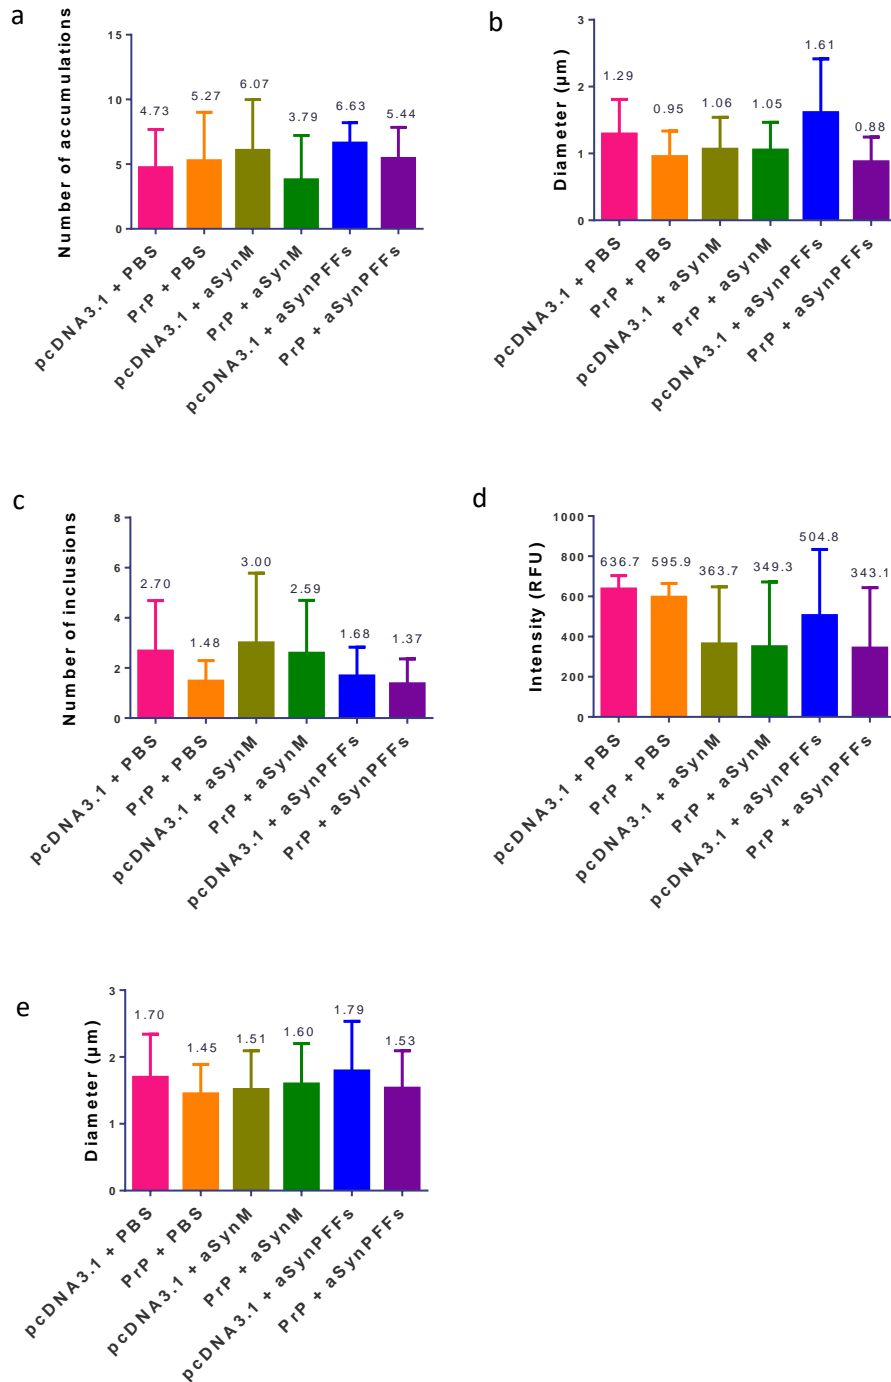 a
Number of accumulations
15
10
5
0
4.73
5.27
6.07
3.79
6.63
5.44
pcDNA3.1 + PBS
PrP + PBS
pcDNA3.1 + aSynM
PrP + aSynM
pcDNA3.1 + aSynPFFs
PrP + aSynPFFs
b
Diameter (µm)
3
2
1
0
1.29
0.95
1.06
1.05
1.61
0.88
pcDNA3.1 + PBS
PrP + PBS
pcDNA3.1 + aSynM
PrP + aSynM
pcDNA3.1 + aSynPFFs
PrP + aSynPFFs
c
Number of inclusions
8
6
4
2
0
2.70
1.48
3.00
2.59
1.68
1.37
pcDNA3.1 + PBS
PrP + PBS
pcDNA3.1 + aSynM
PrP + aSynM
pcDNA3.1 + aSynPFFs
PrP + aSynPFFs
d
Intensity (RFU)
1000
800
600
400
200
0
636.7
595.9
363.7
349.3
504.8
343.1
pcDNA3.1 + PBS
PrP + PBS
pcDNA3.1 + aSynM
PrP + aSynM
pcDNA3.1 + aSynPFFs
PrP + aSynPFFs
e
Diameter (µm)
3
2
1
0
1.70
1.45
1.51
1.60
1.79
1.53
pcDNA3.1 + PBS
PrP + PBS
pcDNA3.1 + aSynM
PrP + aSynM
pcDNA3.1 + aSynPFFs
PrP + aSynPFFs